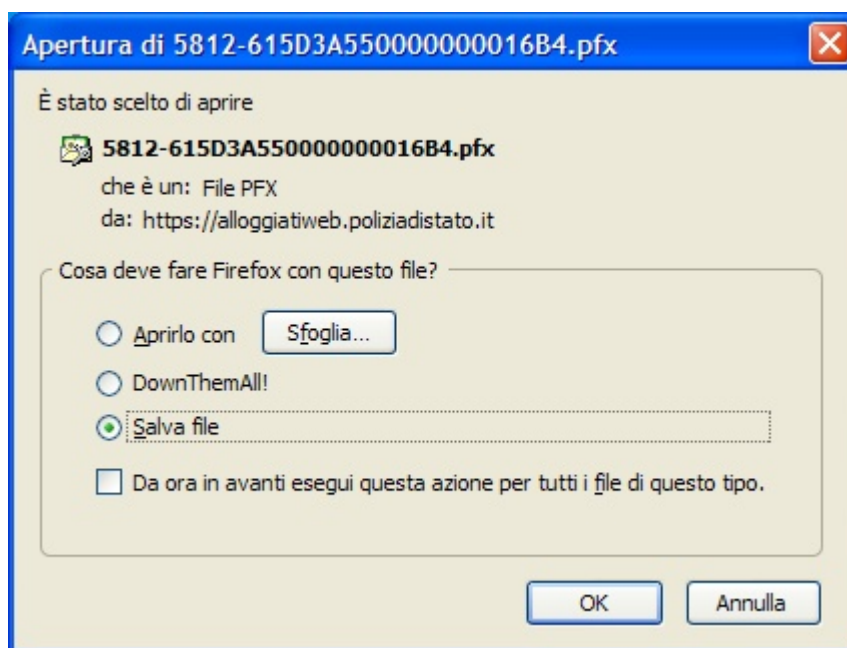 Apertura di 5812-615D3A550000000016B4.pfx
È stato scelto di aprire
5812-615D3A550000000016B4.pfx
che è un: File PFX
da: https://alloggiatiweb.poliziadistato.it
Cosa deve fare Firefox con questo file?
Aprirlo con Sfoglia...
DownThemAll!
Salva file
Da ora in avanti esegui questa azione per tutti i file di questo tipo.
OK Annulla